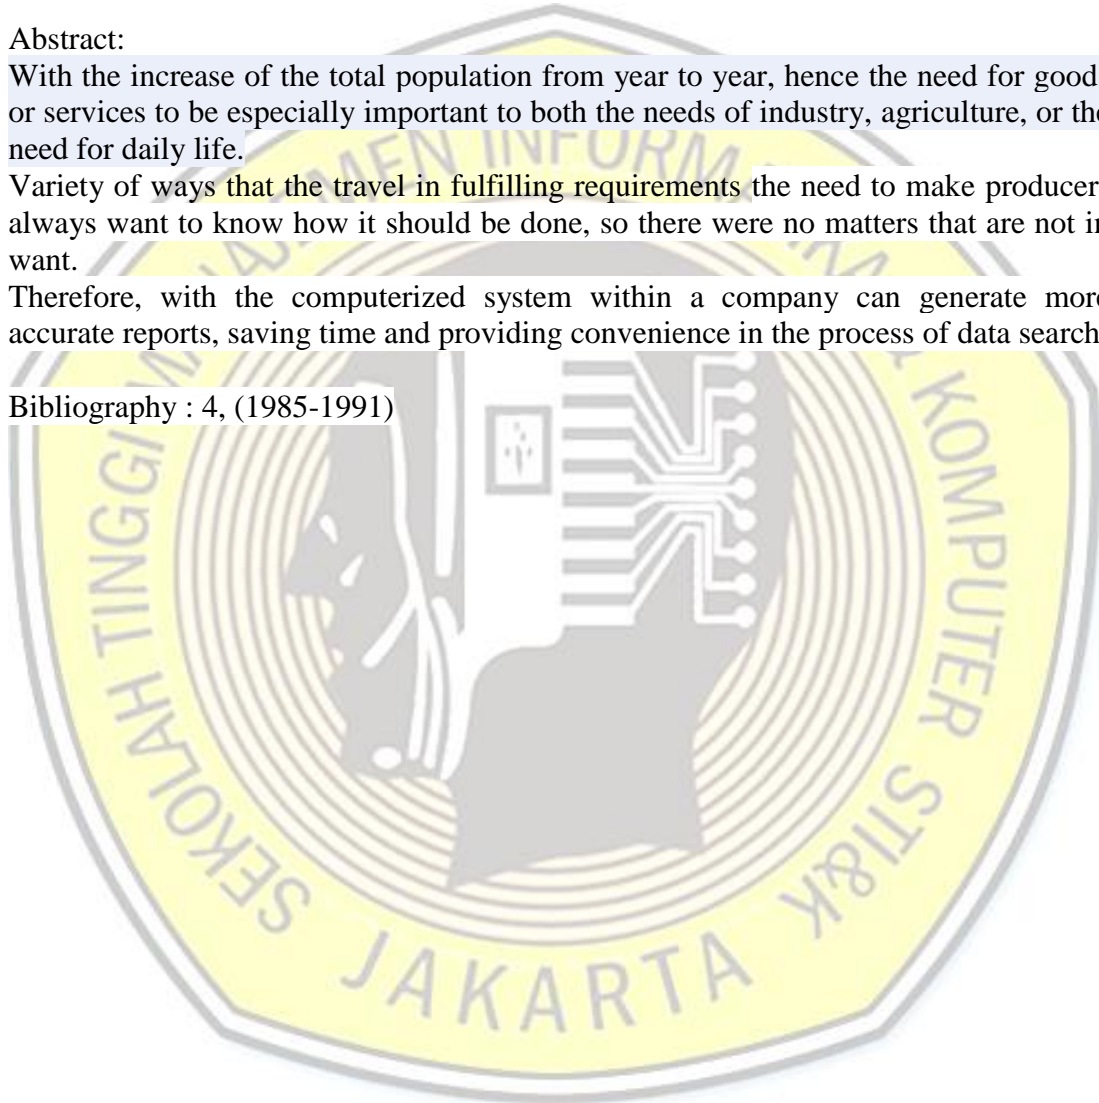 Abstract:
With the increase of the total population from year to year, hence the need for good
or services to be especially important to both the needs of industry, agriculture, or the
need for daily life.
Variety of ways that the travel in fulfilling requirements the need to make producer
always want to know how it should be done, so there were no matters that are not in
want.
Therefore, with the computerized system within a company can generate more
accurate reports, saving time and providing convenience in the process of data search
Bibliography : 4, (1985-1991)
SEKOLAH TINGGI MANAJEMEN INFORMATIKA & KOMPUTER STI&K
JAKARTA